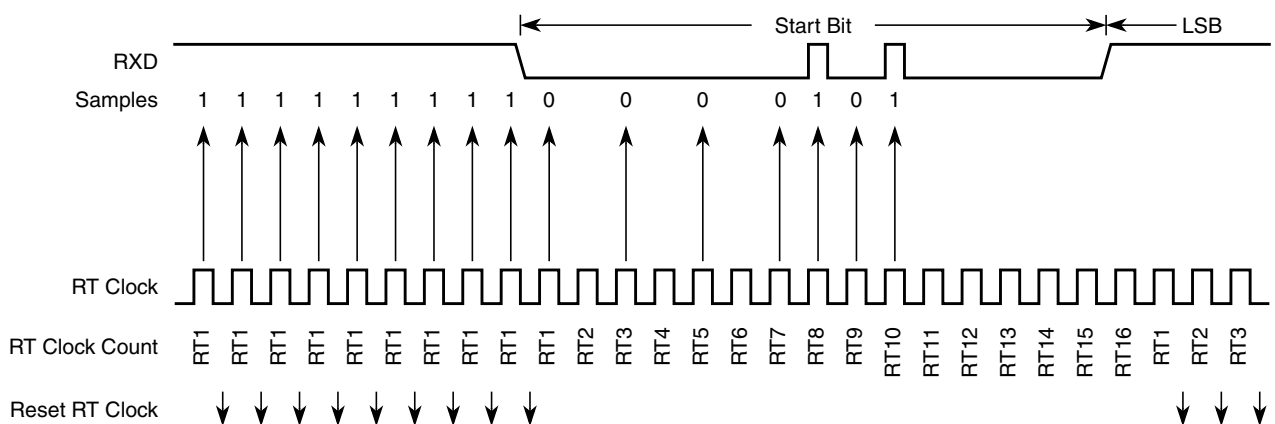 Start Bit
LSB
RXD
Samples 1 1 1 1 1 1 1 1 1 0 0 0 0 1 0 1
RT Clock
RT Clock Count RT1 RT1 RT1 RT1 RT1 RT1 RT1 RT1 RT1 RT1 RT2 RT3 RT4 RT5 RT6 RT7 RT8 RT9 RT10 RT11 RT12 RT13 RT14 RT15 RT16 RT1 RT2 RT3
Reset RT Clock